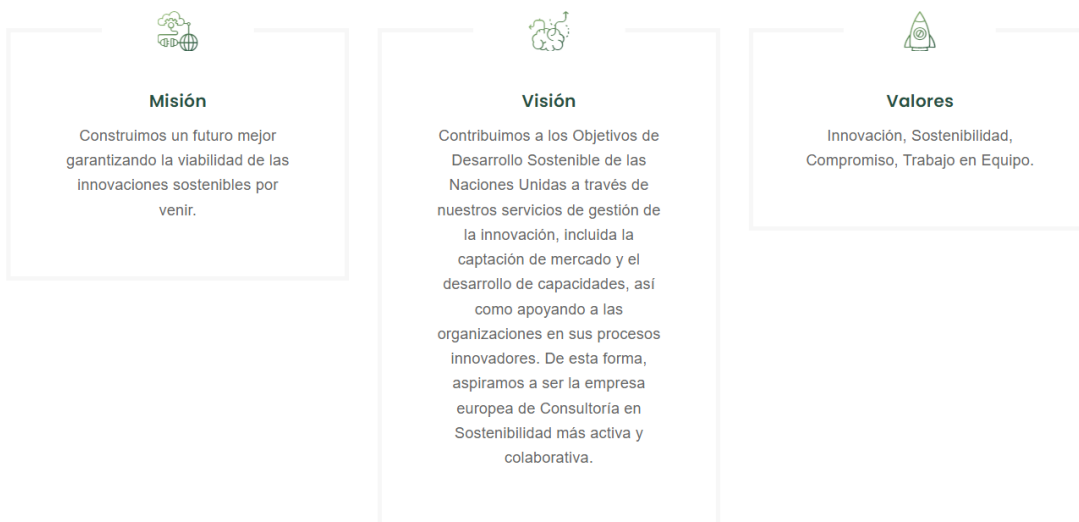 Misión
Construimos un futuro mejor
garantizando la viabilidad de las
innovaciones sostenibles por
venir.
Visión
Contribuimos a los Objetivos de
Desarrollo Sostenible de las
Naciones Unidas a través de
nuestros servicios de gestión de
la innovación, incluida la
captación de mercado y el
desarrollo de capacidades, así
como apoyando a las
organizaciones en sus procesos
innovadores. De esta forma,
aspiramos a ser la empresa
europea de Consultoría en
Sostenibilidad más activa y
colaborativa.
Valores
Innovación, Sostenibilidad,
Compromiso, Trabajo en Equipo.